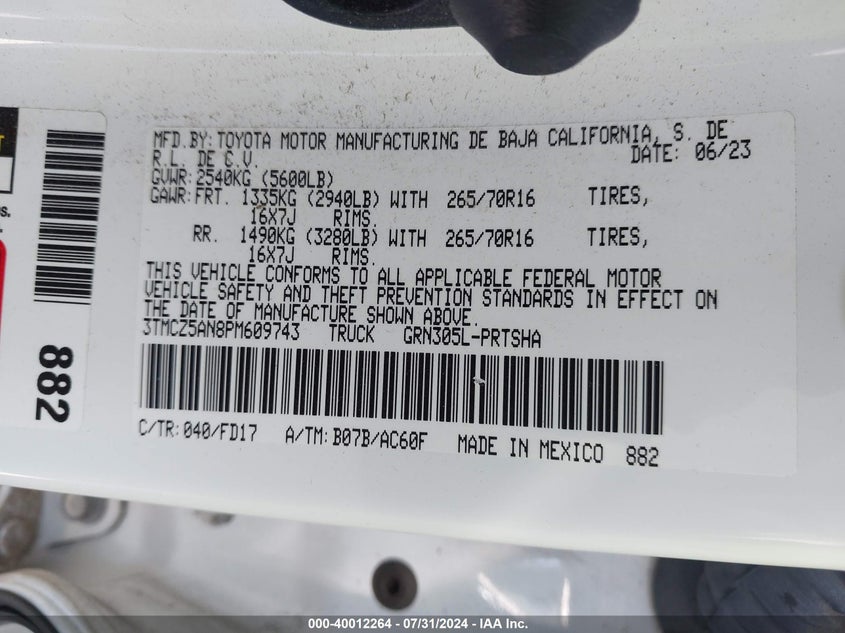 MFD.BY: TOYOTA MOTOR MANUFACTURING DE BAJA CALIFORNIA, S. DE
R.L. DE C.V. DATE: 06/23
GVWR: 2540KG (5600LB)
GAWR: FRT. 1335KG (2940LB) WITH 265/70R16 TIRES,
16X7J RIMS.
RR. 1490KG (3280LB) WITH 265/70R16 TIRES,
16X7J RIMS.
THIS VEHICLE CONFORMS TO ALL APPLICABLE FEDERAL MOTOR
VEHICLE SAFETY AND THEFT PREVENTION STANDARDS IN EFFECT ON
THE DATE OF MANUFACTURE SHOWN ABOVE.
3TMCZ5AN8PM609743 TRUCK GRN305L-PRTSHA
C/TR: 040/FD17 A/TM: B07B/AC60F MADE IN MEXICO 882
882
000-40012264 / 07/31/2024 - IAA Inc.